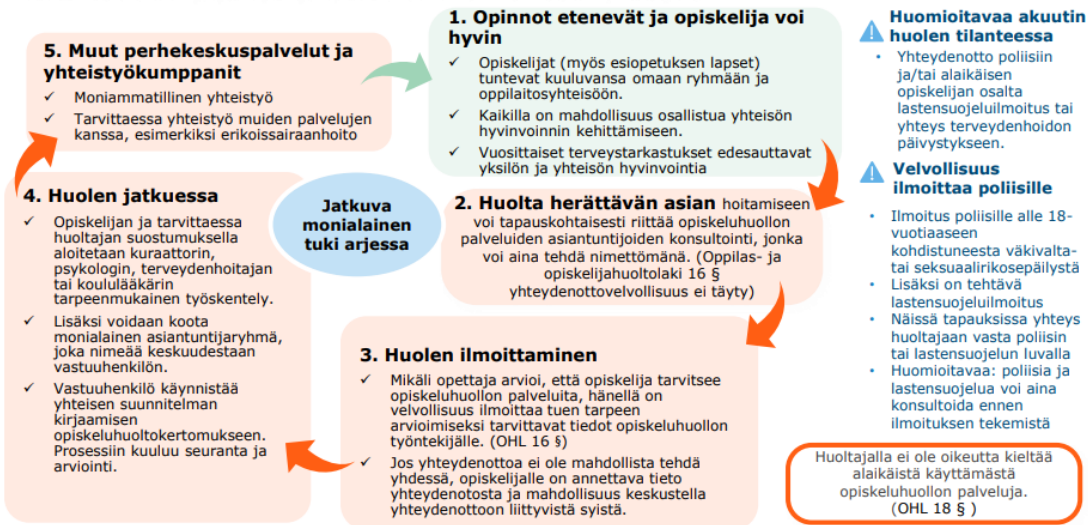 1. Opinnot etenevät ja opiskelija voi
hyvin
✓ Opiskelijat (myös esiopetuksen lapset)
tuntevat kuuluvansa omaan ryhmään ja
oppilaitosyhteisöön.
✓ Kaikilla on mahdollisuus osallistua yhteisön
hyvinvoinnin kehittämiseen.
✓ Vuosittaiset terveystarkastukset edesauttavat
yksilön ja yhteisön hyvinvointia
2. Huolta herättävän asian hoitamiseen
voi tapauskohtaisesti riittää opiskeluhuollon
palveluiden asiantuntijoiden konsultointi, jonka
voi aina tehdä nimettömänä. (Oppilas- ja
opiskelijahuoltolaki 16 §
yhteydenottovelvollisuus ei täyty)
3. Huolen ilmoittaminen
✓ Mikäli opettaja arvioi, että opiskelija tarvitsee
opiskeluhuollon palveluita, hänellä on
velvollisuus ilmoittaa tuen tarpeen
arvioimiseksi tarvittavat tiedot opiskeluhuollon
työntekijälle. (OHL 16 §)
✓ Jos yhteydenottoa ei ole mahdollista tehdä
yhdessä, opiskelijalle on annettava tieto
yhteydenotosta ja mahdollisuus keskustella
yhteydenottoon liittyvistä syistä.
4. Huolen jatkuessa
✓ Opiskelijan ja tarvittaessa
huoltajan suostumuksella
aloitetaan kuraattorin,
psykologin, terveydenhoitajan
tai koululääkärin
tarpeenmukainen työskentely.
✓ Lisäksi voidaan koota
monialainen asiantuntijaryhmä,
joka nimeää keskuudestaan
vastuuhenkilön.
✓ Vastuuhenkilö käynnistää
yhteisen suunnitelman
kirjaamisen
opiskeluhuoltokertomukseen.
Prosessiin kuuluu seuranta ja
arviointi.
5. Muut perhekeskuspalvelut ja
yhteistyökumppanit
✓ Moniammatillinen yhteistyö
✓ Tarvittaessa yhteistyö muiden palvelujen
kanssa, esimerkiksi erikoissairaanhoito
Jatkuva
monialainen
tuki arjessa
Huomioitavaa akuutin
huolen tilanteessa
• Yhteydenotto poliisiin
ja/tai alaikäisen
opiskelijan osalta
lastensuojeluilmoitus tai
yhteys terveydenhoidon
päivystykseen.
Velvollisuus
ilmoittaa poliisille
• Ilmoitus poliisille alle 18-
vuotiaaseen
kohdistuneesta väkivalta-
tai seksuaalirikosepäilystä
• Lisäksi on tehtävä
lastensuojeluilmoitus
• Näissä tapauksissa yhteys
huoltajaan vasta poliisin
tai lastensuojelun luvalla
• Huomioitavaa: poliisia ja
lastensuojelua voi aina
konsultoida ennen
ilmoituksen tekemistä
Huoltajalla ei ole oikeutta kieltää
alaikäistä käyttämästä
opiskeluhuollon palveluja.
(OHL 18 § )